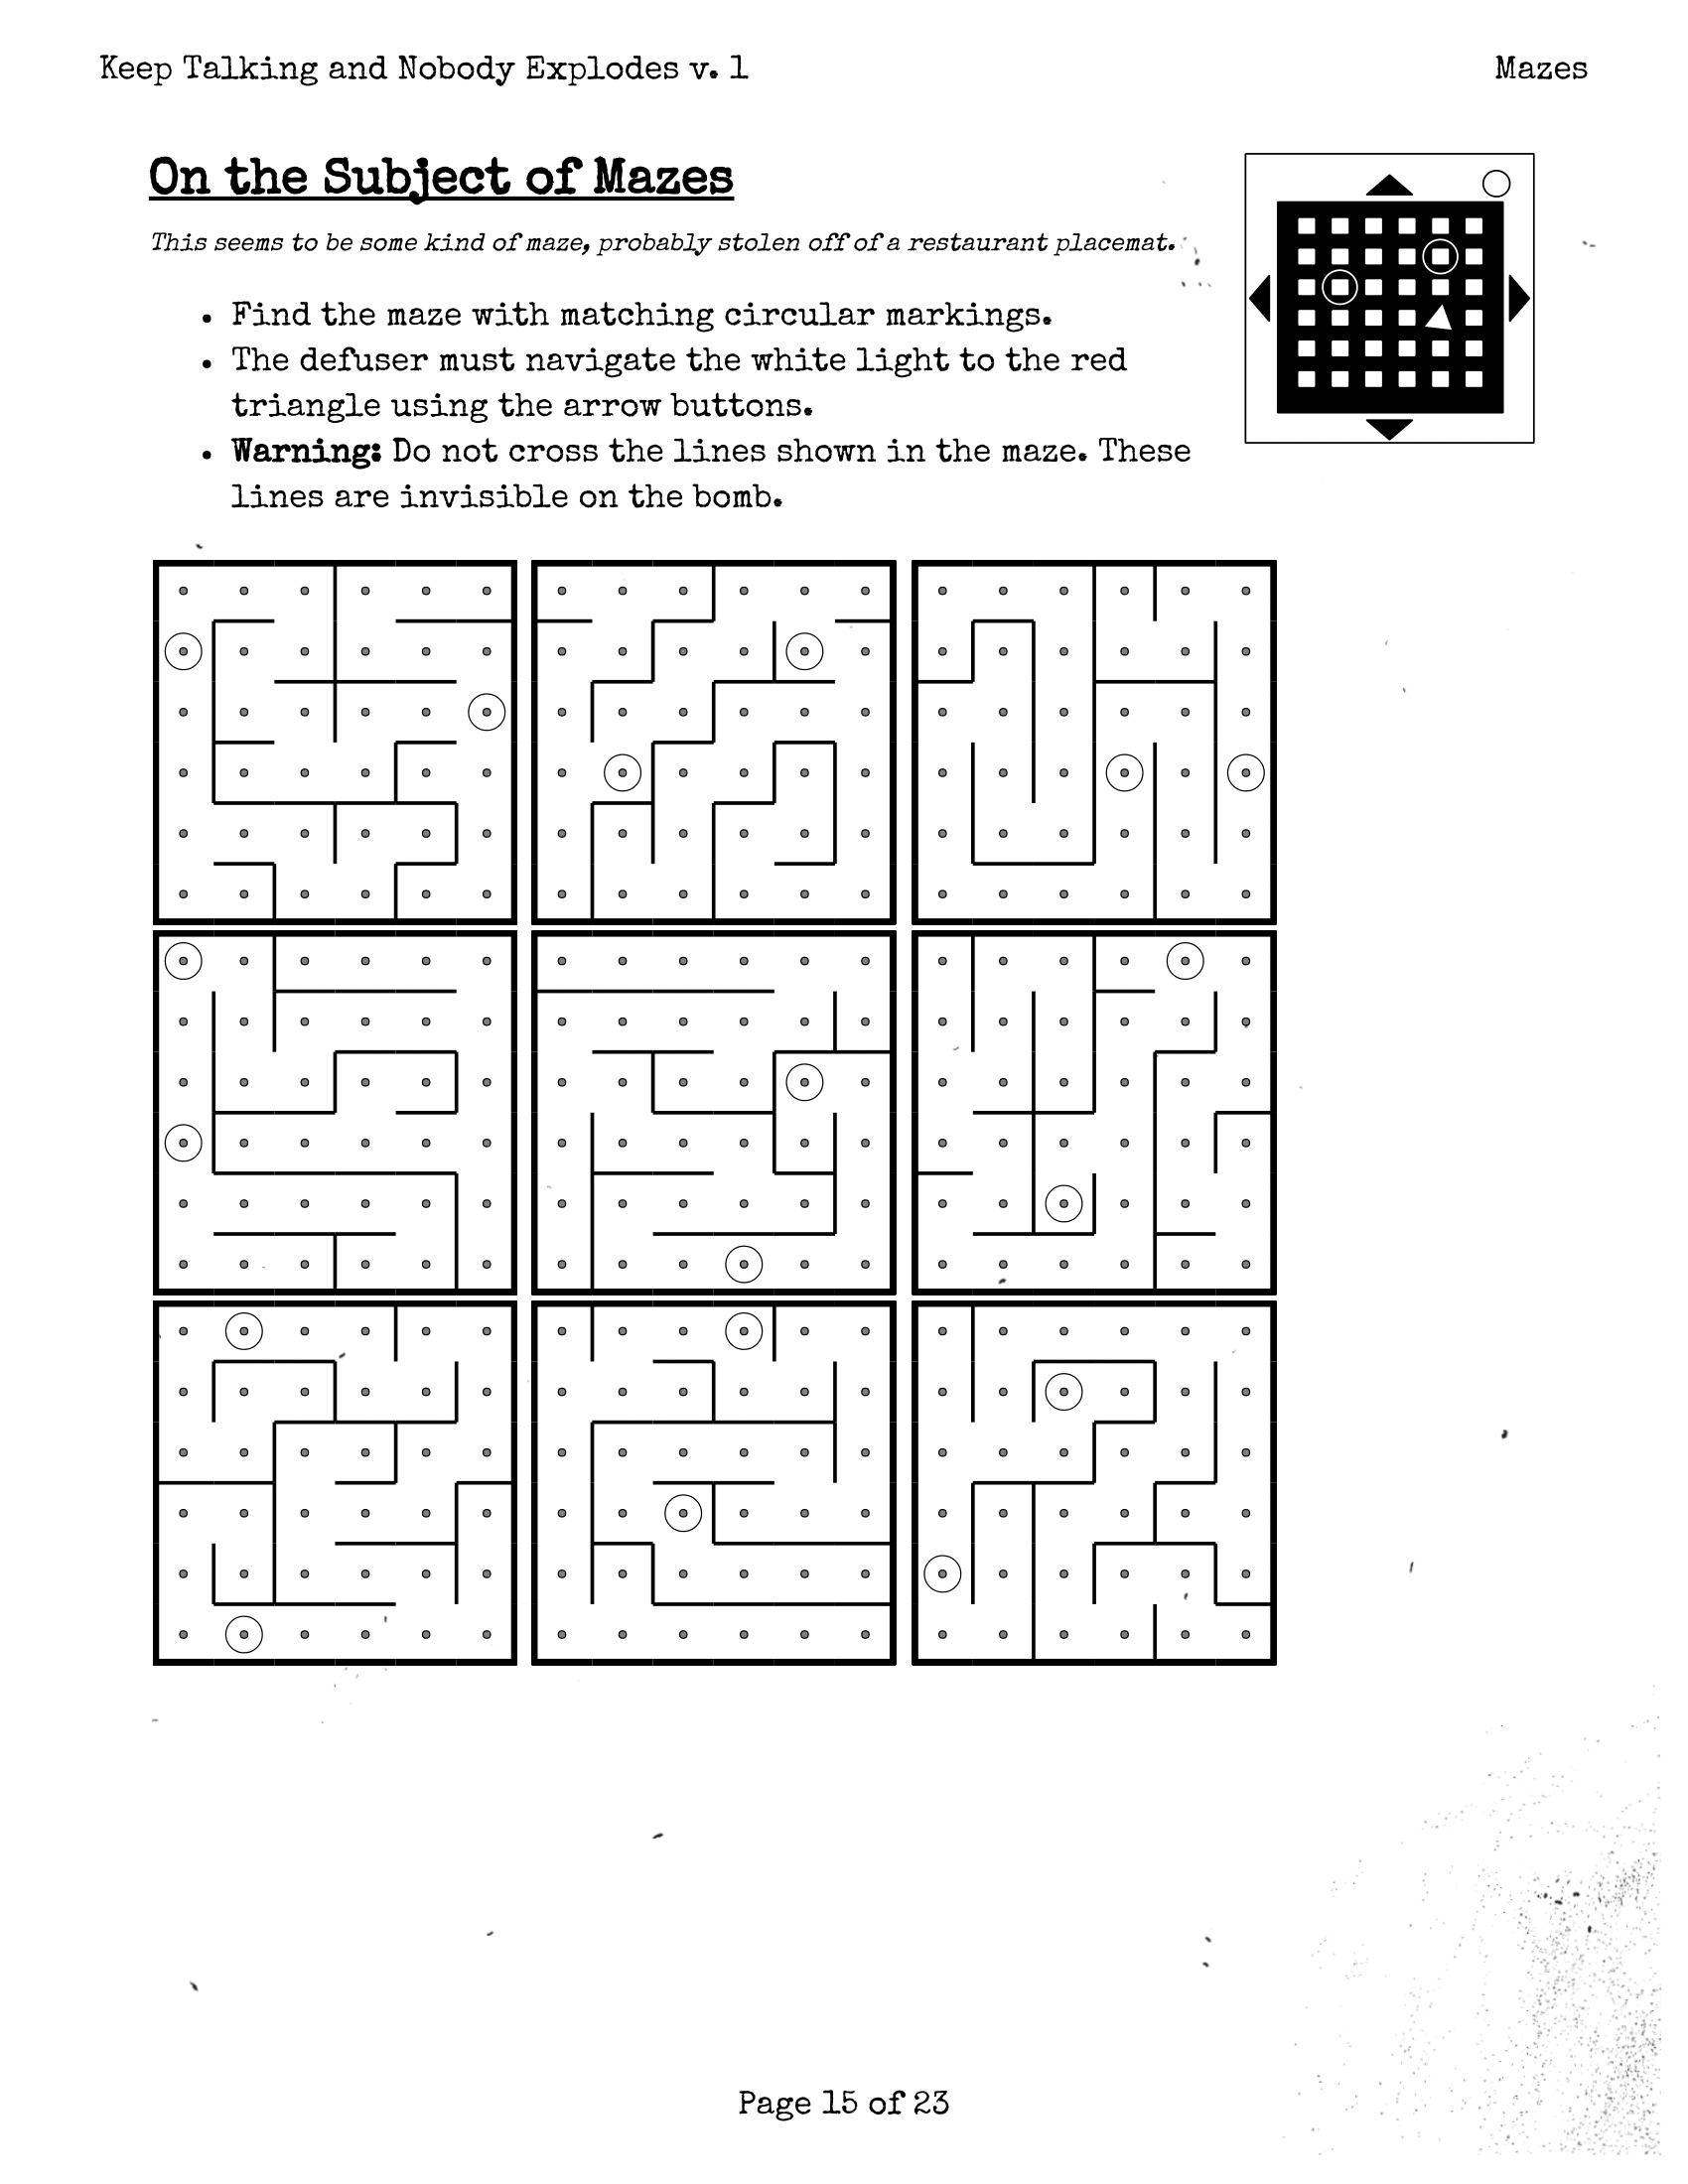 Keep Talking and Nobody Explodes v. 1
Mazes
On the Subject of Mazes
This seems to be some kind of maze, probably stolen off of a restaurant placemat.
• Find the maze with matching circular markings.
• The defuser must navigate the white light to the red
triangle using the arrow buttons.
• Warning: Do not cross the lines shown in the maze. These
lines are invisible on the bomb.
Page 15 of 23